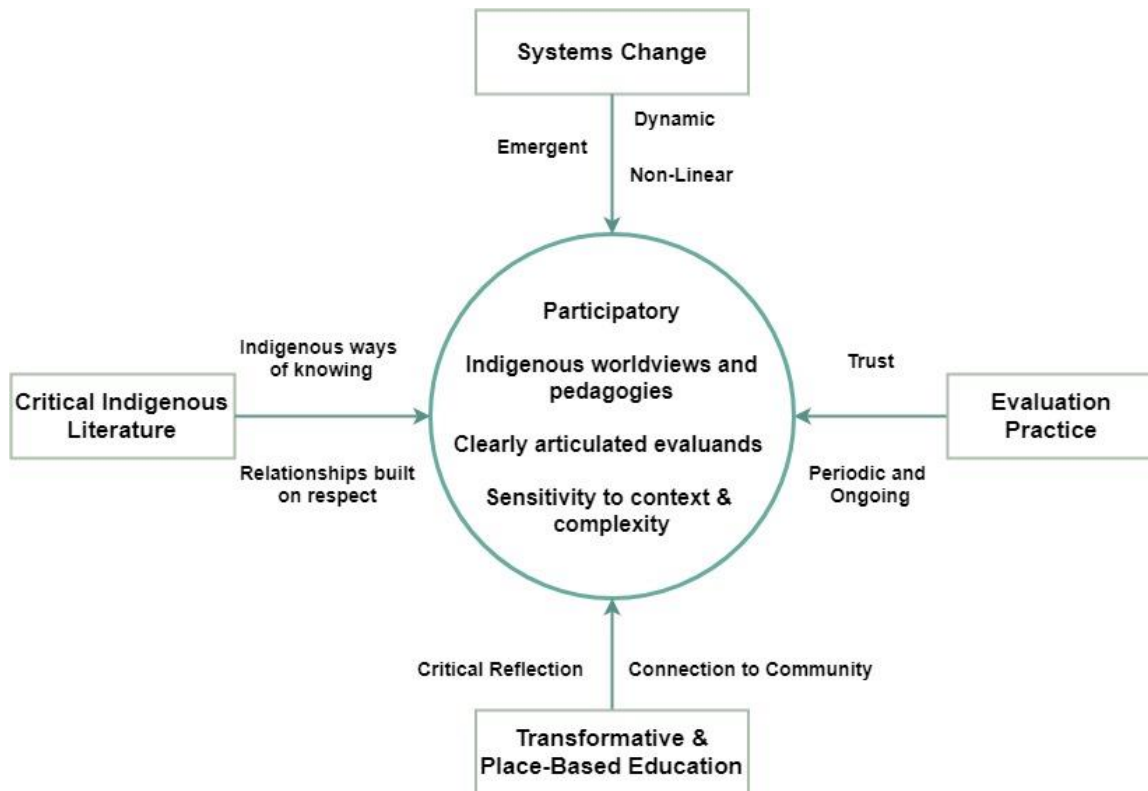 Systems Change
Dynamic
Emergent
Non-Linear
Participatory
Indigenous worldviews and
pedagogies
Clearly articulated evaluands
Sensitivity to context &
complexity
Indigenous ways
of knowing
Critical Indigenous
Literature
Relationships built
on respect
Trust
Evaluation
Practice
Periodic and
Ongoing
Critical Reflection
Connection to Community
Transformative &
Place-Based Education